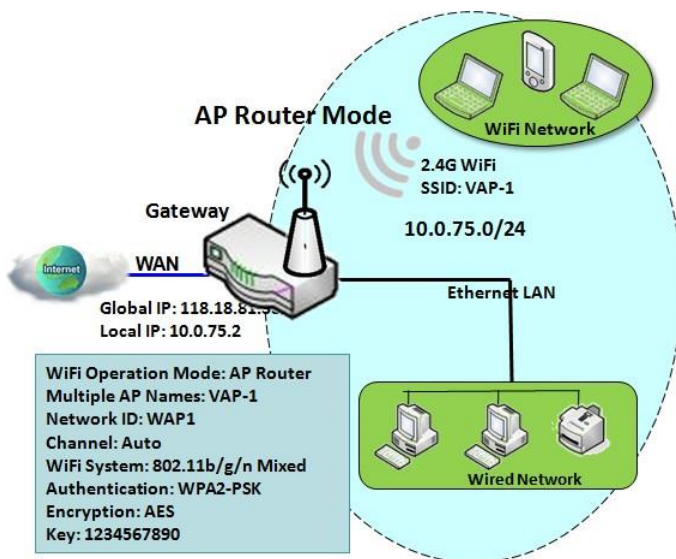 AP Router Mode
WiFi Network
2.4G WiFi
SSID: VAP-1
10.0.75.0/24
Gateway
Internet
WAN
Ethernet LAN
Global IP:
Local IP: 10.0.75.2
WiFi Operation Mode: AP Router
Multiple AP Names: VAP-1
Network ID: WAP1
Channel: Auto
WiFi System: 802.11b/g/n Mixed
Authentication: WPA2-PSK
Encryption: AES
Key: 1234567890
Wired Network